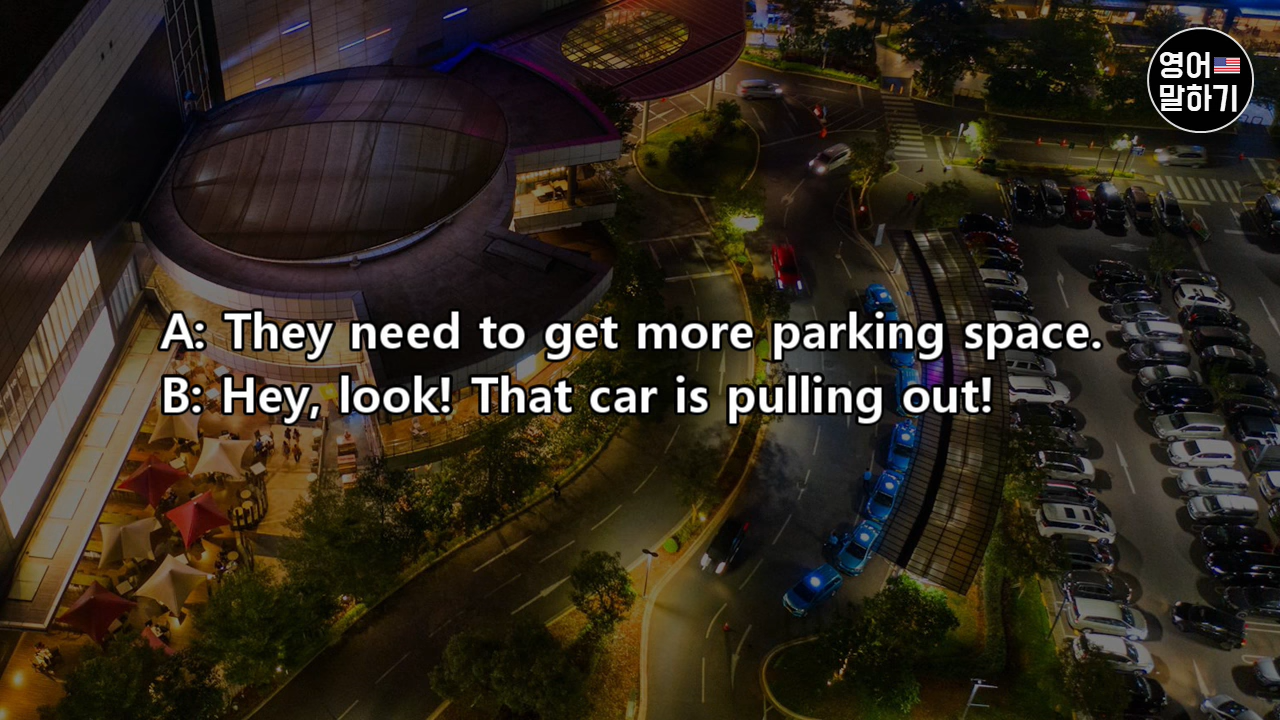 영어
말하기
A: They need to get more parking space.
B: Hey, look! That car is pulling out!